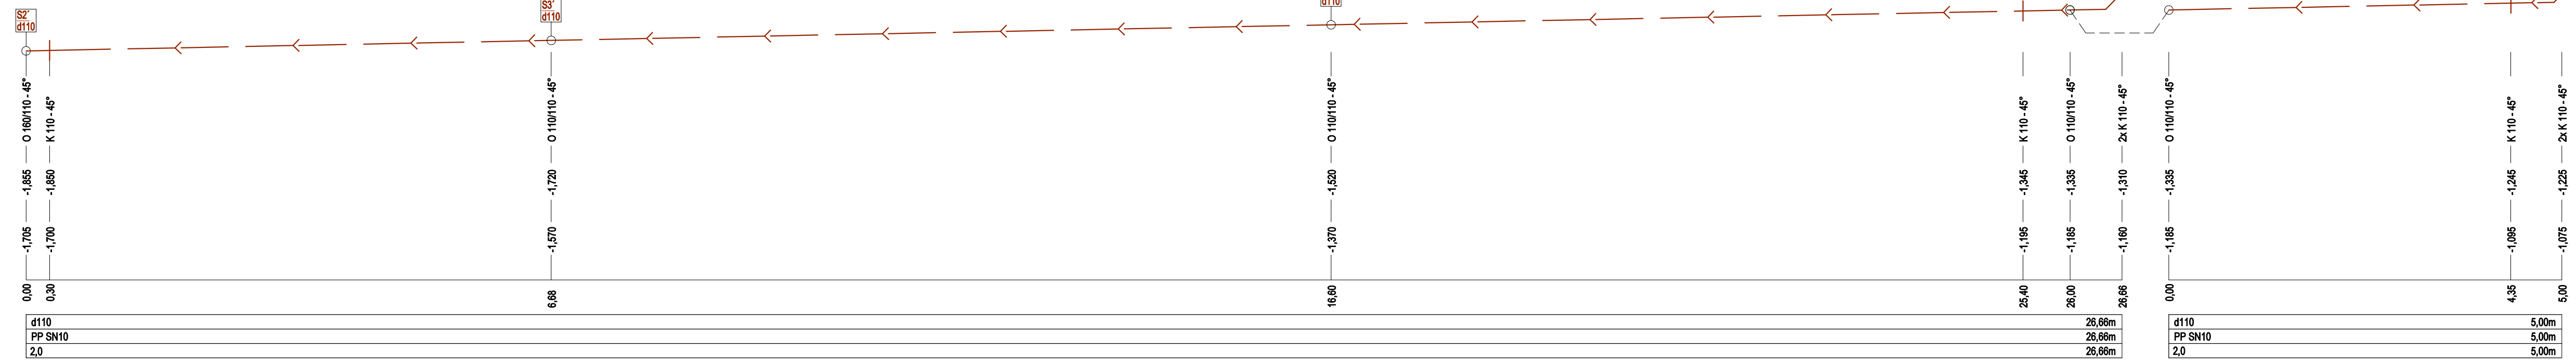 S2'
d110
S3'
d110
d110
O 160/110 - 45°
K 110 - 45°
O 110/110 - 45°
O 110/110 - 45°
K 110 - 45°
O 110/110 - 45°
2x K 110 - 45°
O 110/110 - 45°
K 110 - 45°
2x K 110 - 45°
-1,855
-1,850
-1,720
-1,520
-1,345
-1,335
-1,310
-1,335
-1,245
-1,225
-1,705
-1,700
-1,570
-1,370
-1,195
-1,185
-1,160
-1,185
-1,095
-1,075
0,00
0,30
6,68
16,60
25,40
26,00
26,66
0,00
4,35
5,00
d110 26,66m
PP SN10 26,66m
2,0 26,66m
d110 5,00m
PP SN10 5,00m
2,0 5,00m